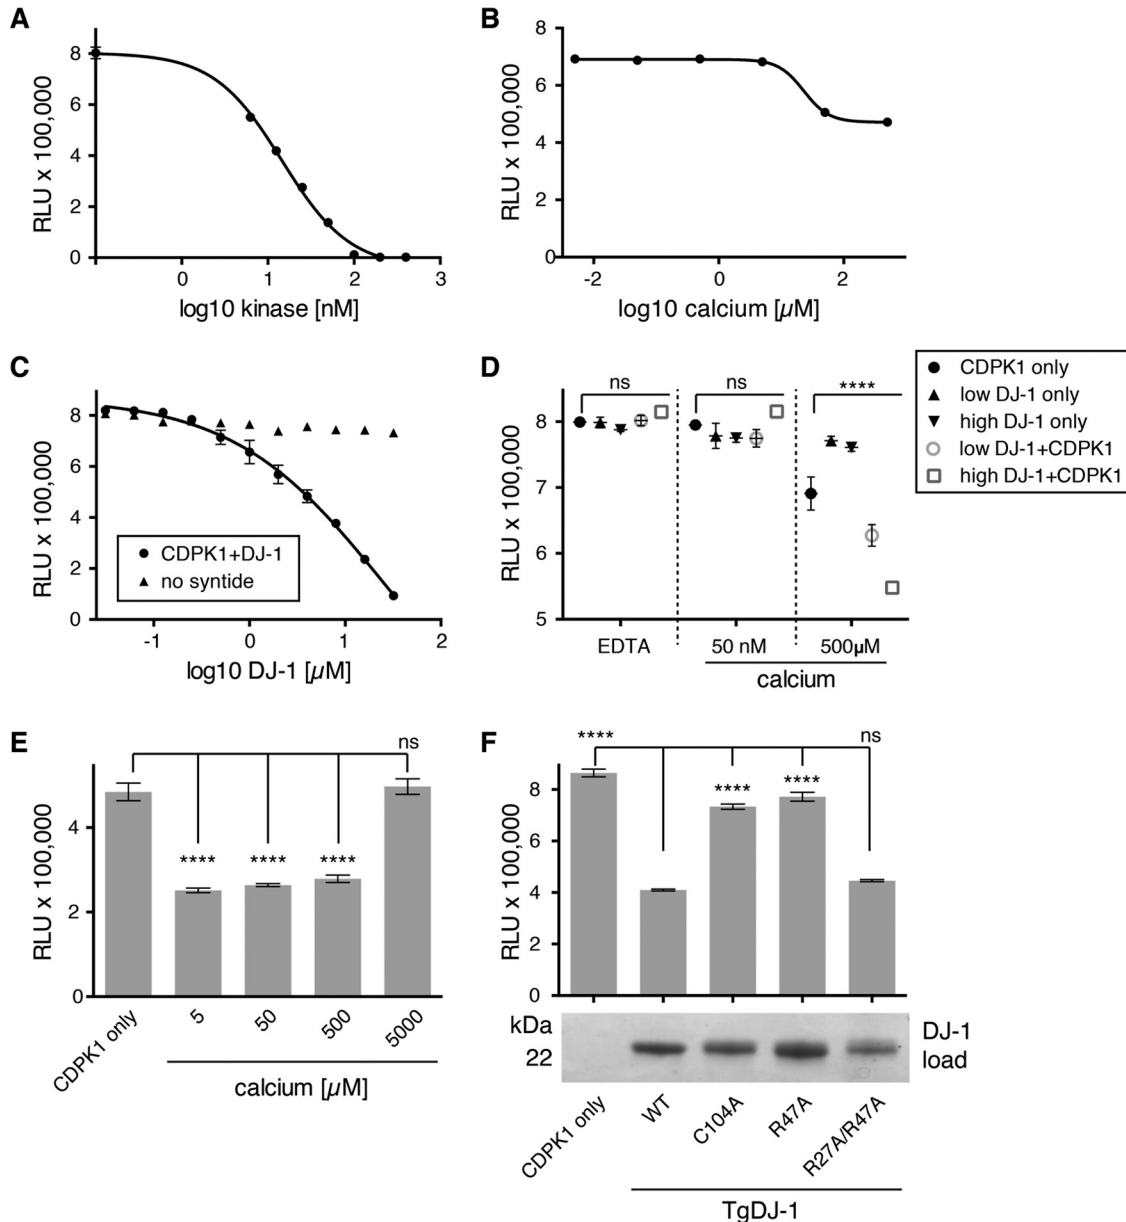 A
RLU x 100,000
8
6
4
2
0
0
1
2
3
log10 kinase [nM]
B
RLU x 100,000
8
6
4
2
0
-2
0
2
log10 calcium [µM]
C
RLU x 100,000
8
6
4
2
0
CDPK1+DJ-1
no syntide
-1
0
1
2
log10 DJ-1 [µM]
D
RLU x 100,000
8
7
6
5
ns
ns
****
EDTA
50 nM
500µM
calcium
CDPK1 only
low DJ-1 only
high DJ-1 only
low DJ-1+CDPK1
high DJ-1+CDPK1
E
RLU x 100,000
4
2
0
****
****
****
ns
CDPK1 only
5
50
500
5000
calcium [µM]
F
RLU x 100,000
8
6
4
2
0
****
****
****
ns
kDa
22
DJ-1
load
CDPK1 only
WT
C104A
R47A
R27A/R47A
TgDJ-1